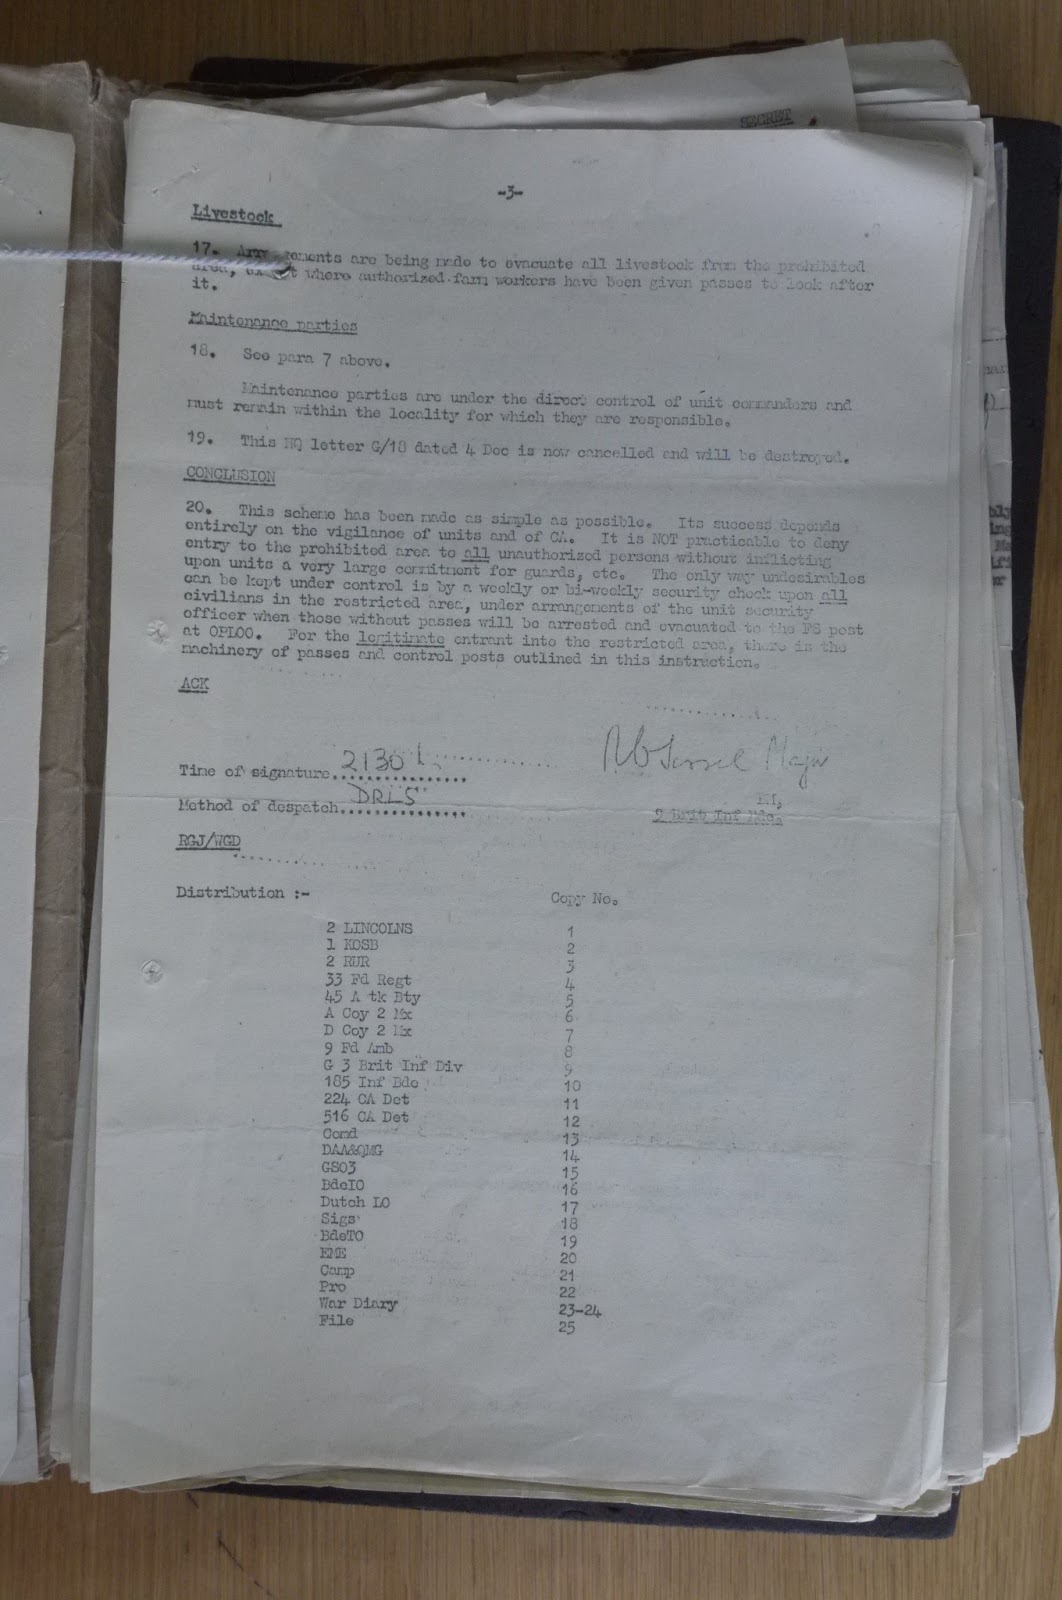 SECRET
-3-
Livestock
17. Arrangements are being made to evacuate all livestock from the prohibited
area, except where authorized farm workers have been given passes to look after
it.
Maintenance parties
18. See para 7 above.
Maintenance parties are under the direct control of unit commanders and
must remain within the locality for which they are responsible.
19. This HQ letter G/18 dated 4 Dec is now cancelled and will be destroyed.
CONCLUSION
20. This scheme has been made as simple as possible. Its success depends
entirely on the vigilance of units and of CA. It is NOT practicable to deny
entry to the prohibited area to all unauthorized persons without inflicting
upon units a very large commitment for guards, etc. The only way undesirables
can be kept under control is by a weekly or bi-weekly security check upon all
civilians in the restricted area, under arrangements of the unit security
officer when those without passes will be arrested and evacuated to the FS post
at OPLOO. For the legitimate entrant into the restricted area, there is the
machinery of passes and control posts outlined in this instruction.
ACK
Major
Time of signature 2130
Method of despatch DRLS
9 Brit Inf Bde.
RGJ/WGD
Distribution :- Copy No.
2 LINCOLNS 1
1 KOSB 2
2 RUR 3
33 Fd Regt 4
45 A tk Bty 5
A Coy 2 Mx 6
D Coy 2 Mx 7
9 Fd Amb 8
G 3 Brit Inf Div 9
185 Inf Bde 10
224 CA Det 11
516 CA Det 12
Comd 13
DAA&QMG 14
GSO3 15
BdeIO 16
Dutch LO 17
Sigs 18
BdeTO 19
EME 20
Camp 21
Pro 22
War Diary 23-24
File 25